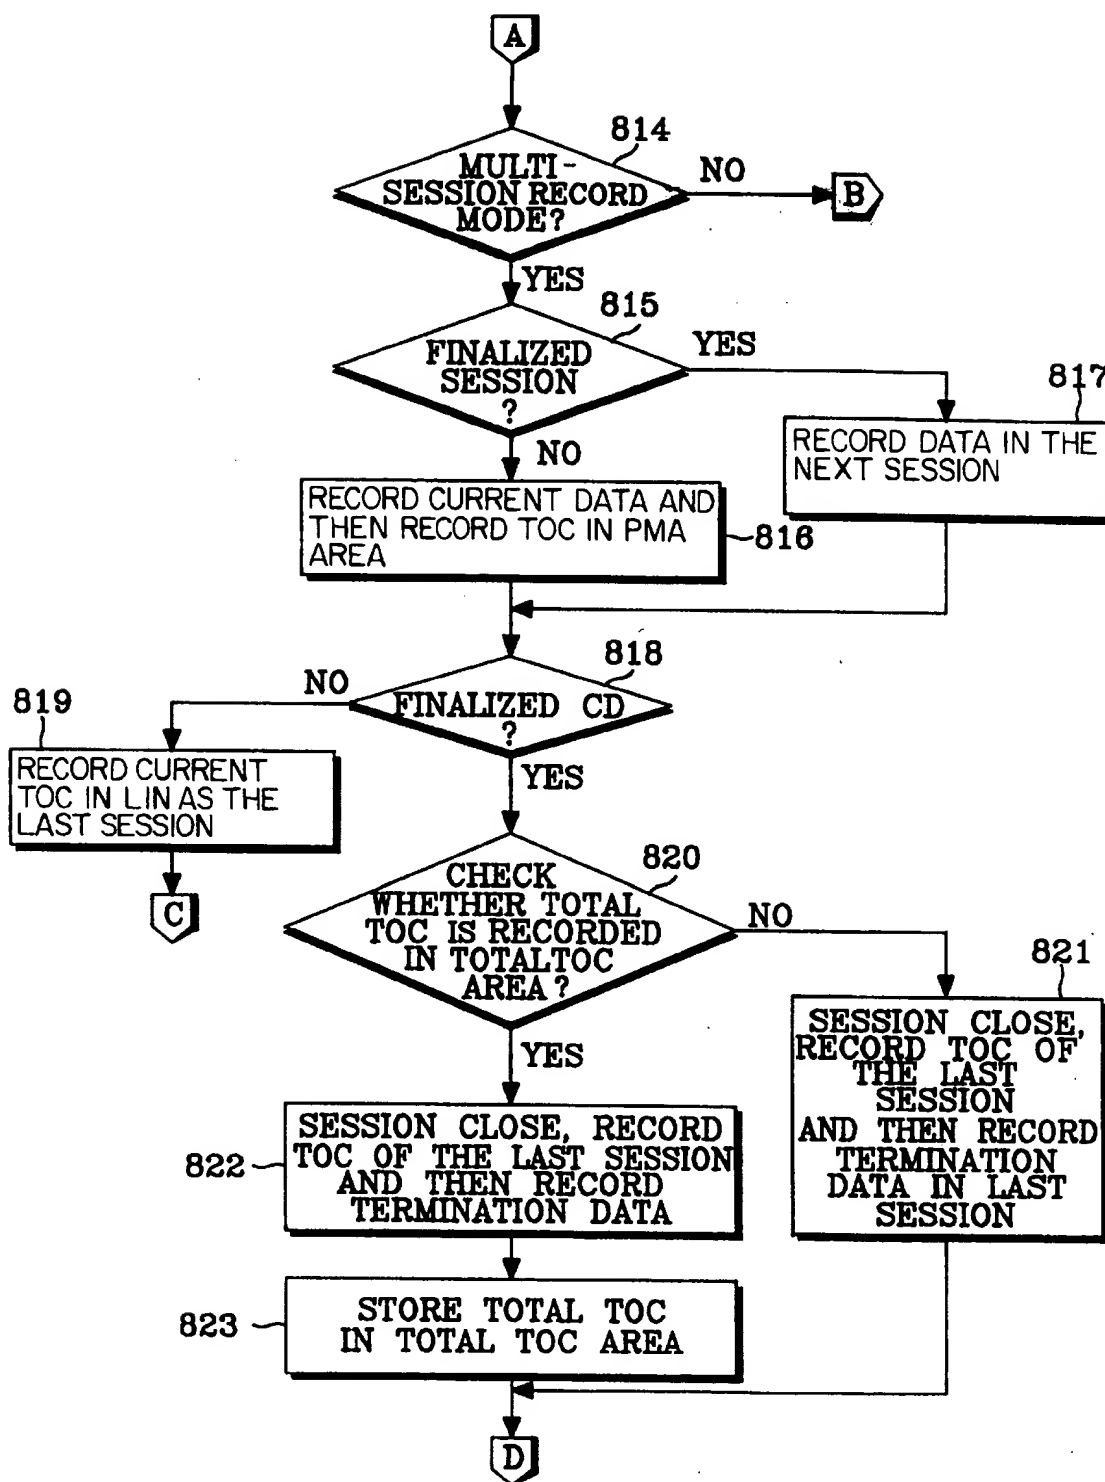 A
814
MULTI-
SESSION RECORD
MODE?
NO
B
YES
815
FINALIZED
SESSION
?
YES
817
RECORD DATA IN THE
NEXT SESSION
NO
RECORD CURRENT DATA AND
THEN RECORD TOC IN PMA
AREA
816
818
FINALIZED CD
?
NO
819
RECORD CURRENT
TOC IN LIN AS THE
LAST SESSION
C
YES
820
CHECK
WHETHER TOTAL
TOC IS RECORDED
IN TOTALTOC
AREA?
NO
821
SESSION CLOSE,
RECORD TOC OF
THE LAST
SESSION
AND THEN RECORD
TERMINATION
DATA IN LAST
SESSION
YES
SESSION CLOSE, RECORD
TOC OF THE LAST SESSION
AND THEN RECORD
TERMINATION DATA
822
STORE TOTAL TOC
IN TOTAL TOC AREA
823
D